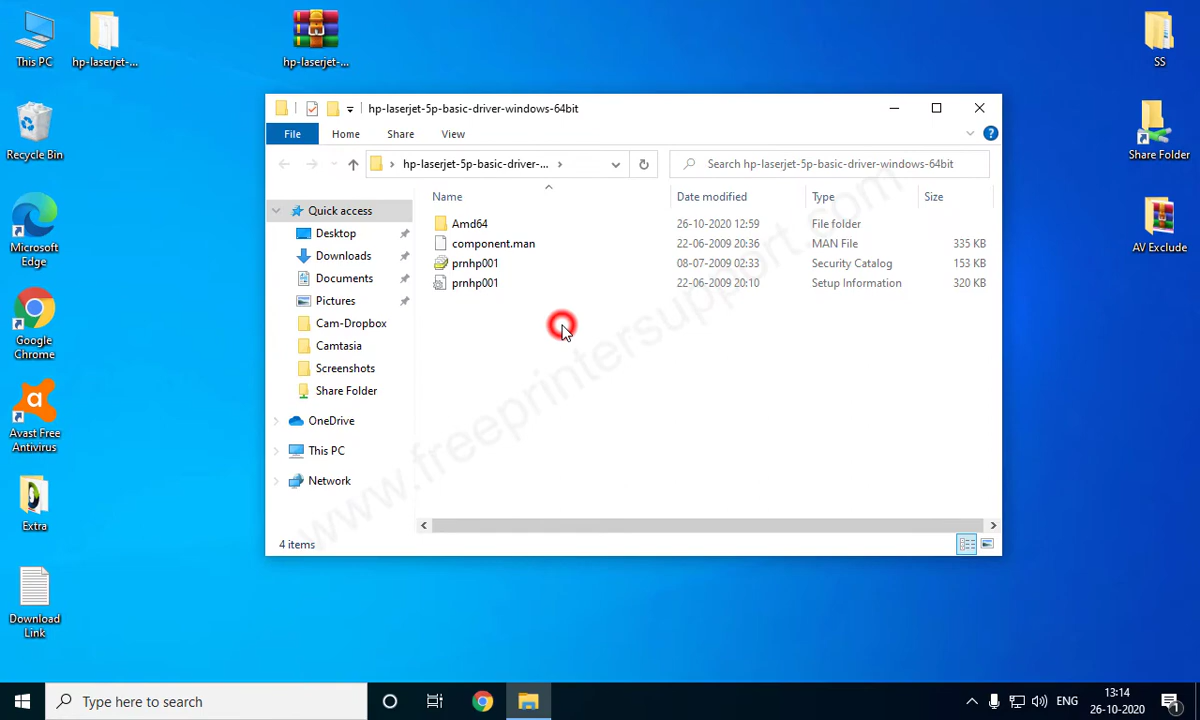 This PC
hp-laserjet-...
hp-laserjet-...
SS
Recycle Bin
Share Folder
Microsoft
Edge
AV Exclude
Google
Chrome
Avast Free
Antivirus
Extra
Download
Link
hp-laserjet-5p-basic-driver-windows-64bit
File
Home
Share
View
hp-laserjet-5p-basic-driver-...
Search hp-laserjet-5p-basic-driver-windows-64bit
Quick access
Desktop
Downloads
Documents
Pictures
Cam-Dropbox
Camtasia
Screenshots
Share Folder
OneDrive
This PC
Network
Name Date modified Type Size
Amd64 26-10-2020 12:59 File folder
component.man 22-06-2009 20:36 MAN File 335 KB
prnhp001 08-07-2009 02:33 Security Catalog 153 KB
prnhp001 22-06-2009 20:10 Setup Information 320 KB
www.freeprintersupport.com
4 items
Type here to search
ENG
13:14
26-10-2020
1